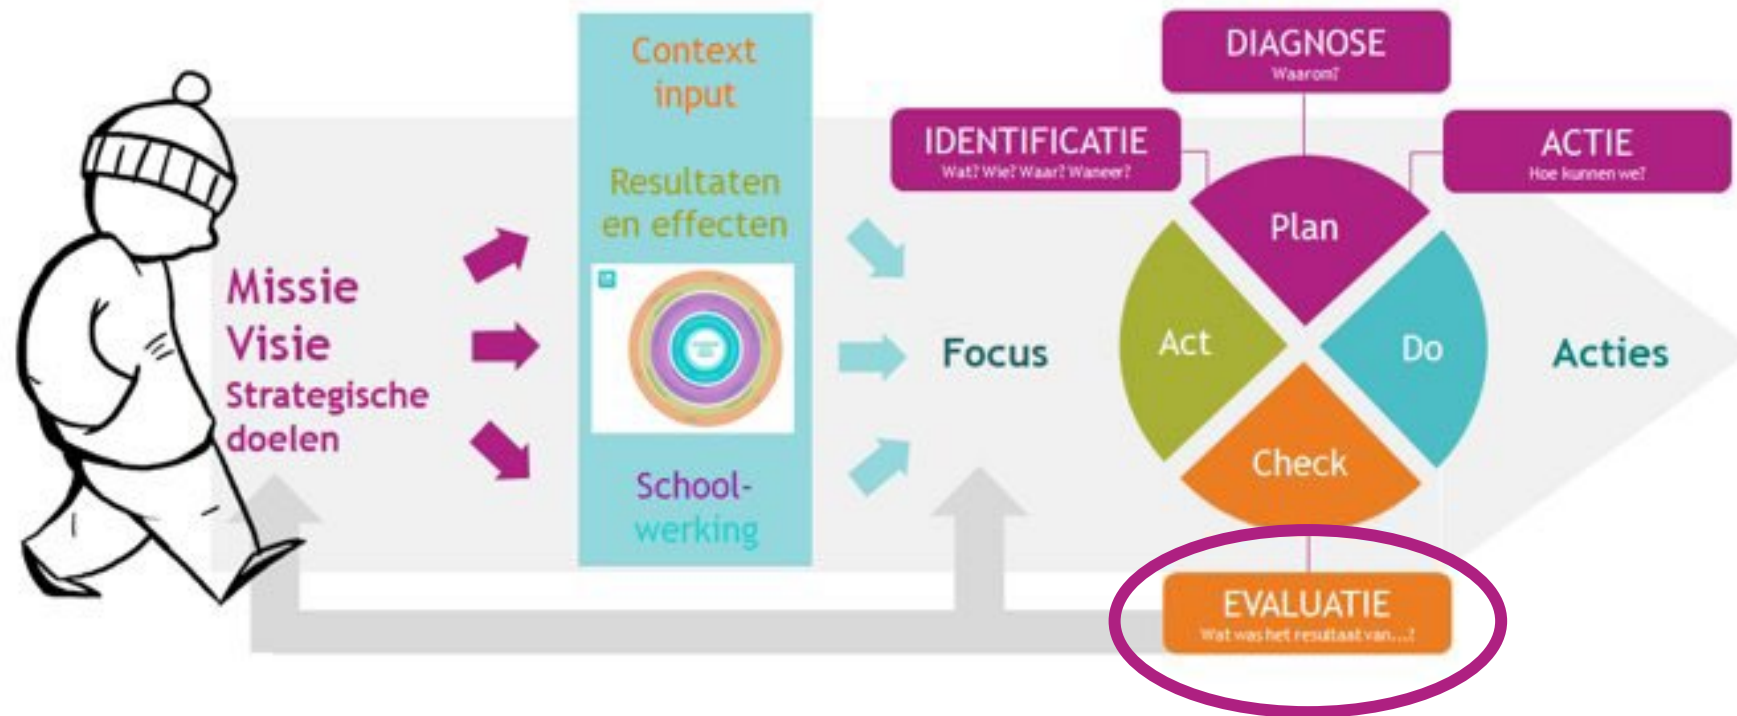 Missie
Visie
Strategische
doelen
Context
input
Resultaten
en effecten
School-
werking
Focus
IDENTIFICATIE
Wat? Wie? Waar? Waneer?
DIAGNOSE
Waarom?
ACTIE
Hoe kunnen we?
Plan
Act
Do
Check
Acties
EVALUATIE
Wat was het resultaat van...?